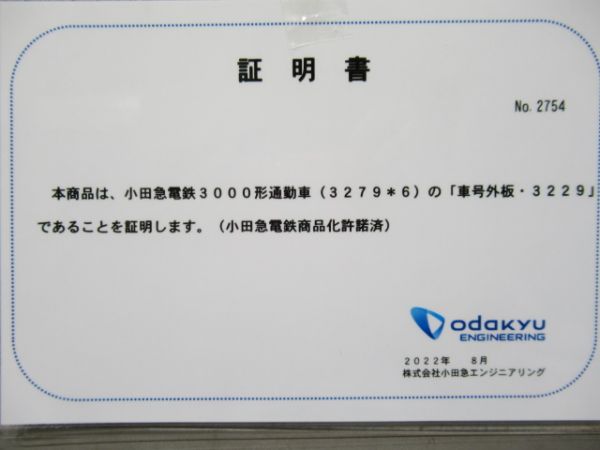 証明書
No. 2754
本商品は、小田急電鉄３０００形通勤車（３２７９＊６）の「車号外板・３２２９」
であることを証明します。（小田急電鉄商品化許諾済）
odakyu
ENGINEERING
２０２２年　８月
株式会社小田急エンジニアリング